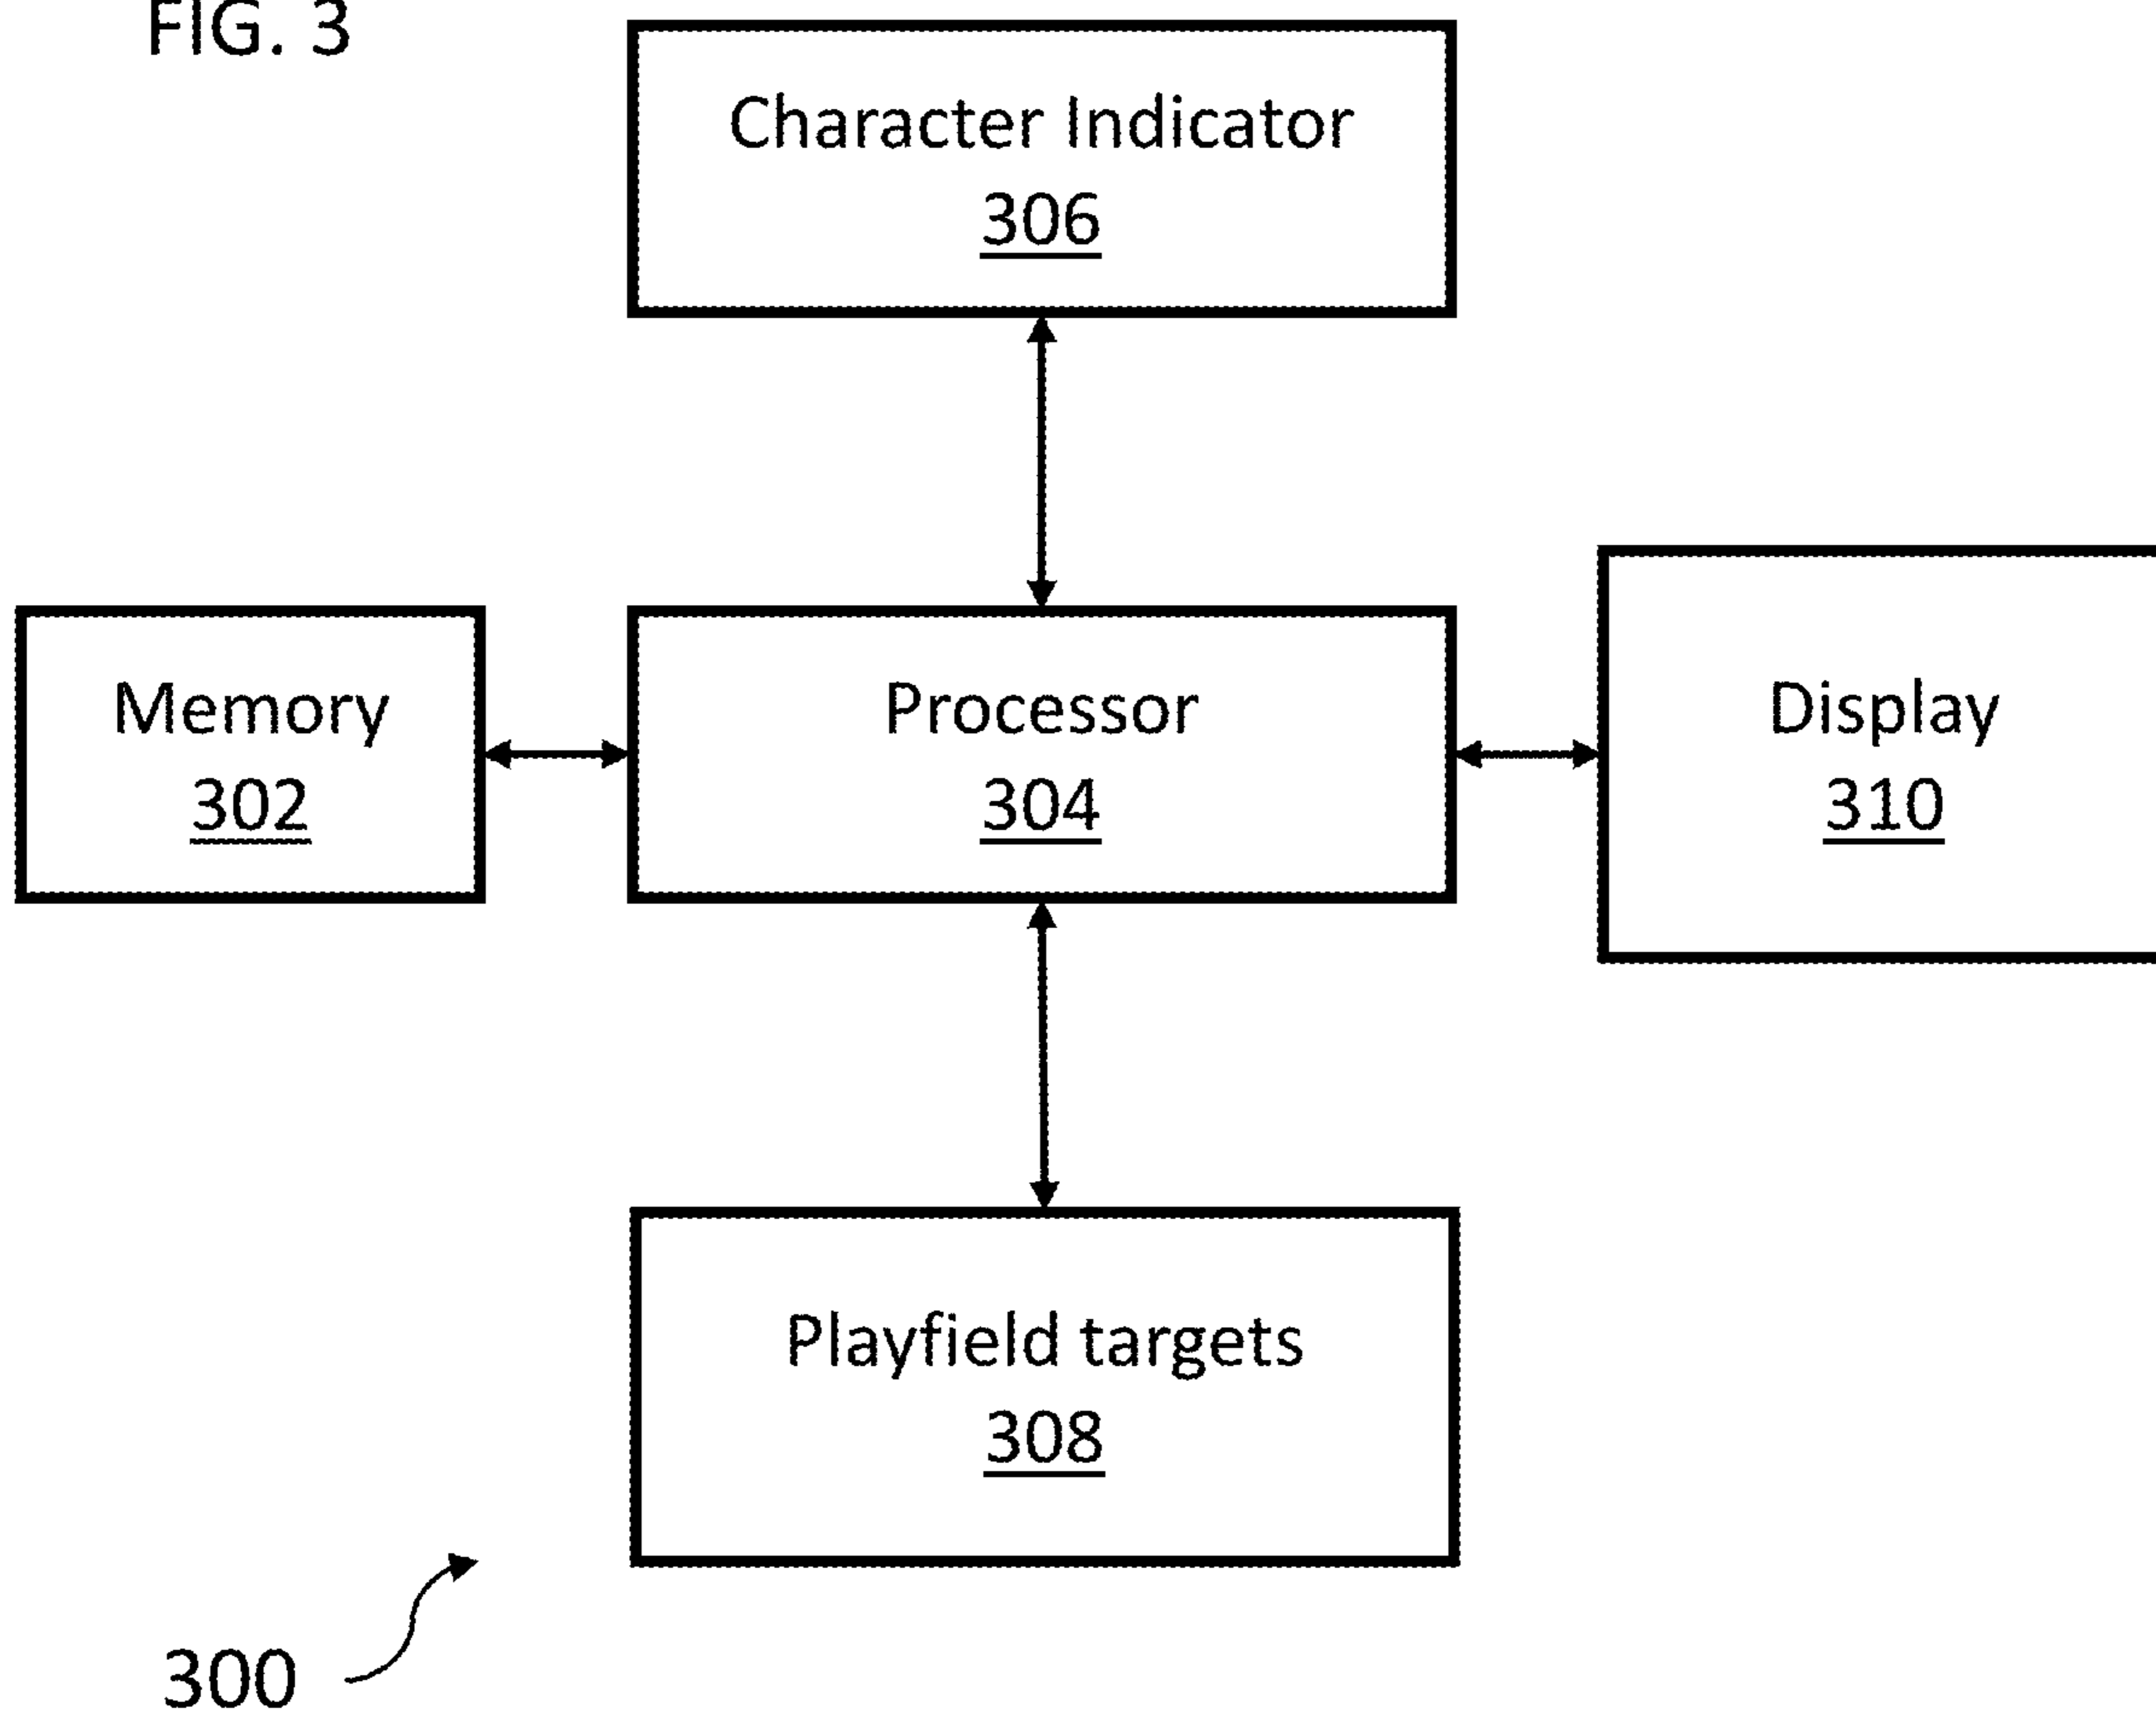 FIG. 3
Character Indicator
306
Memory
302
Processor
304
Display
310
Playfield targets
308
300